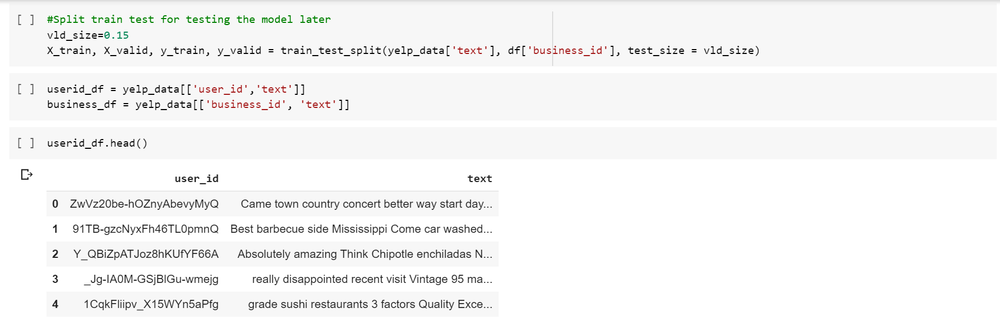 [ ] #Split train test for testing the model later
vld_size=0.15
X_train, X_valid, y_train, y_valid = train_test_split(yelp_data['text'], df['business_id'], test_size = vld_size)
[ ] userid_df = yelp_data[['user_id','text']]
business_df = yelp_data[['business_id', 'text']]
[ ] userid_df.head()
user_id text
0 ZwVz20be-hOZnyAbevyMyQ Came town country concert better way start day...
1 91TB-gzcNyxFh46TL0pmnQ Best barbecue side Mississippi Come car washed...
2 Y_QBiZpATJoz8hKUfYF66A Absolutely amazing Think Chipotle enchiladas N...
3 _Jg-IA0M-GSjBlGu-wmejg really disappointed recent visit Vintage 95 ma...
4 1CqkFliipv_X15WYn5aPfg grade sushi restaurants 3 factors Quality Exce...